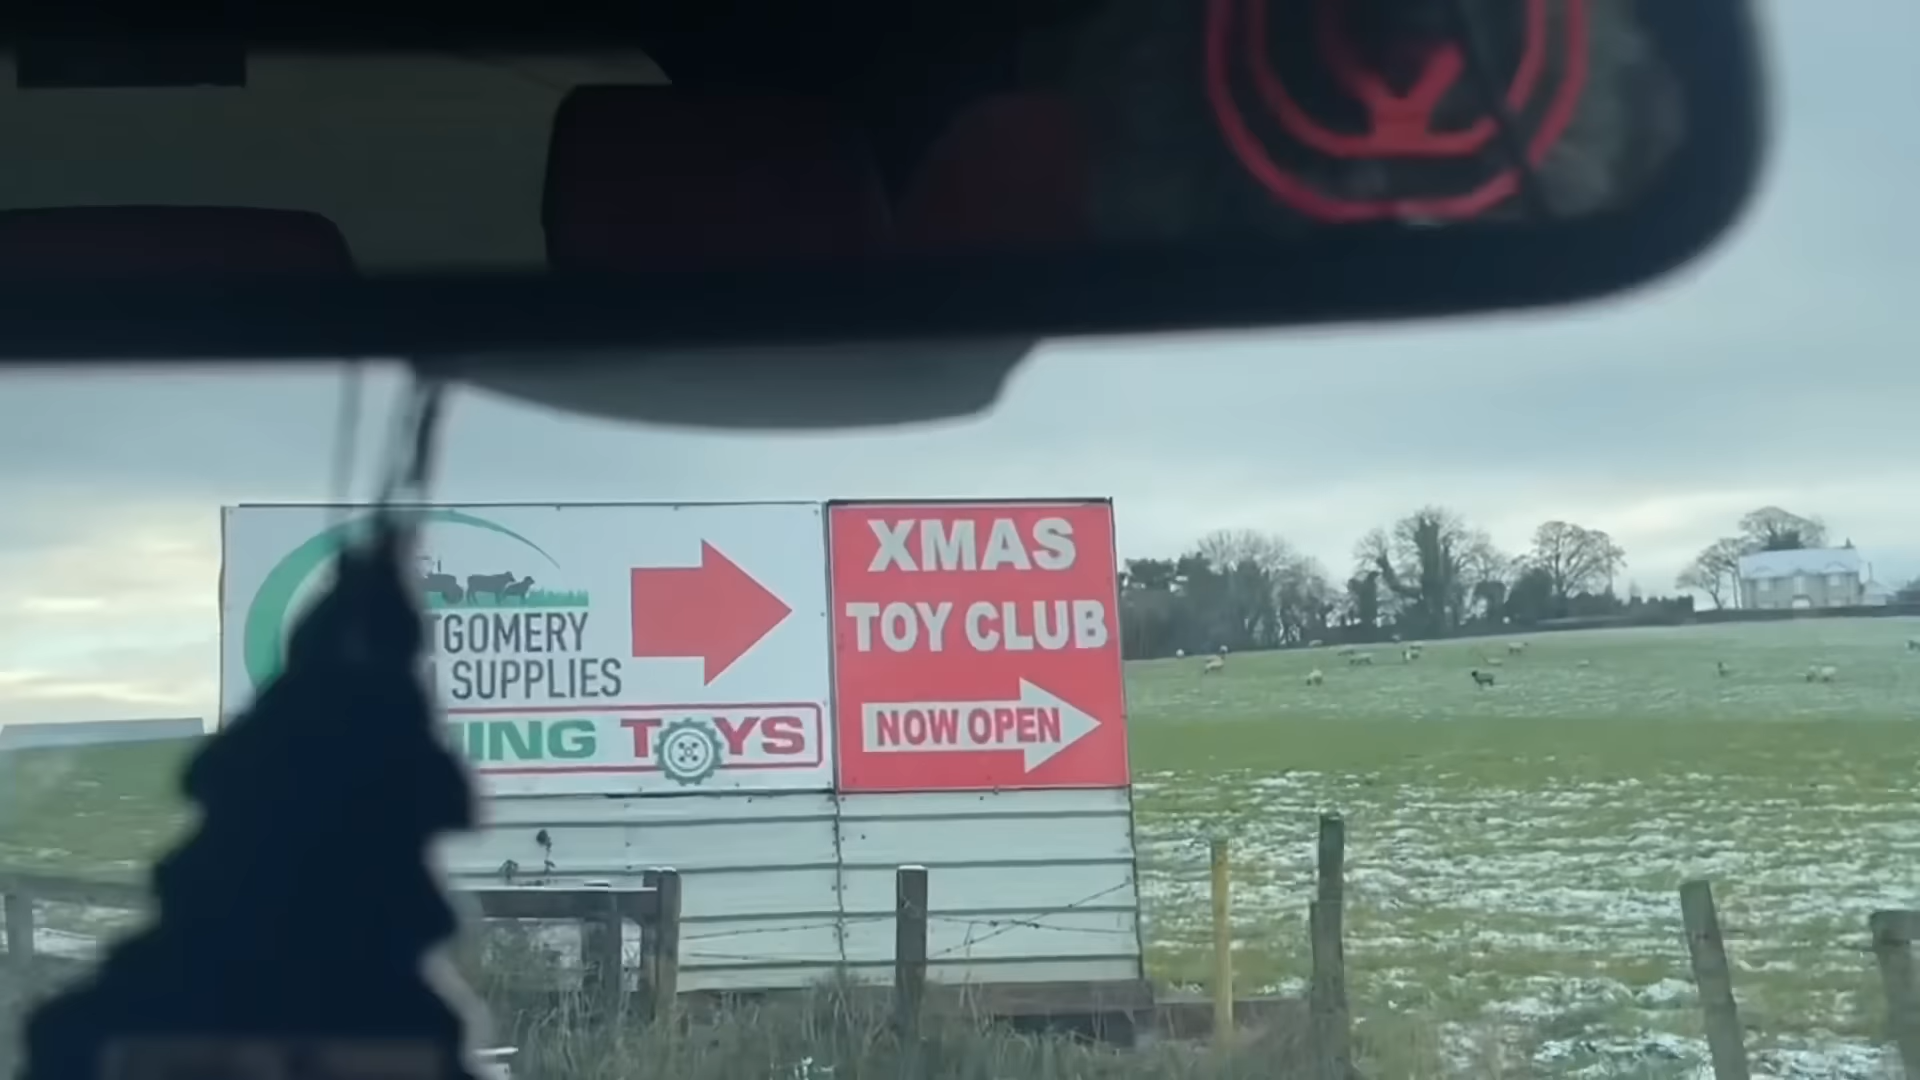 TGOMERY
SUPPLIES
ING TOYS
XMAS
TOY CLUB
NOW OPEN